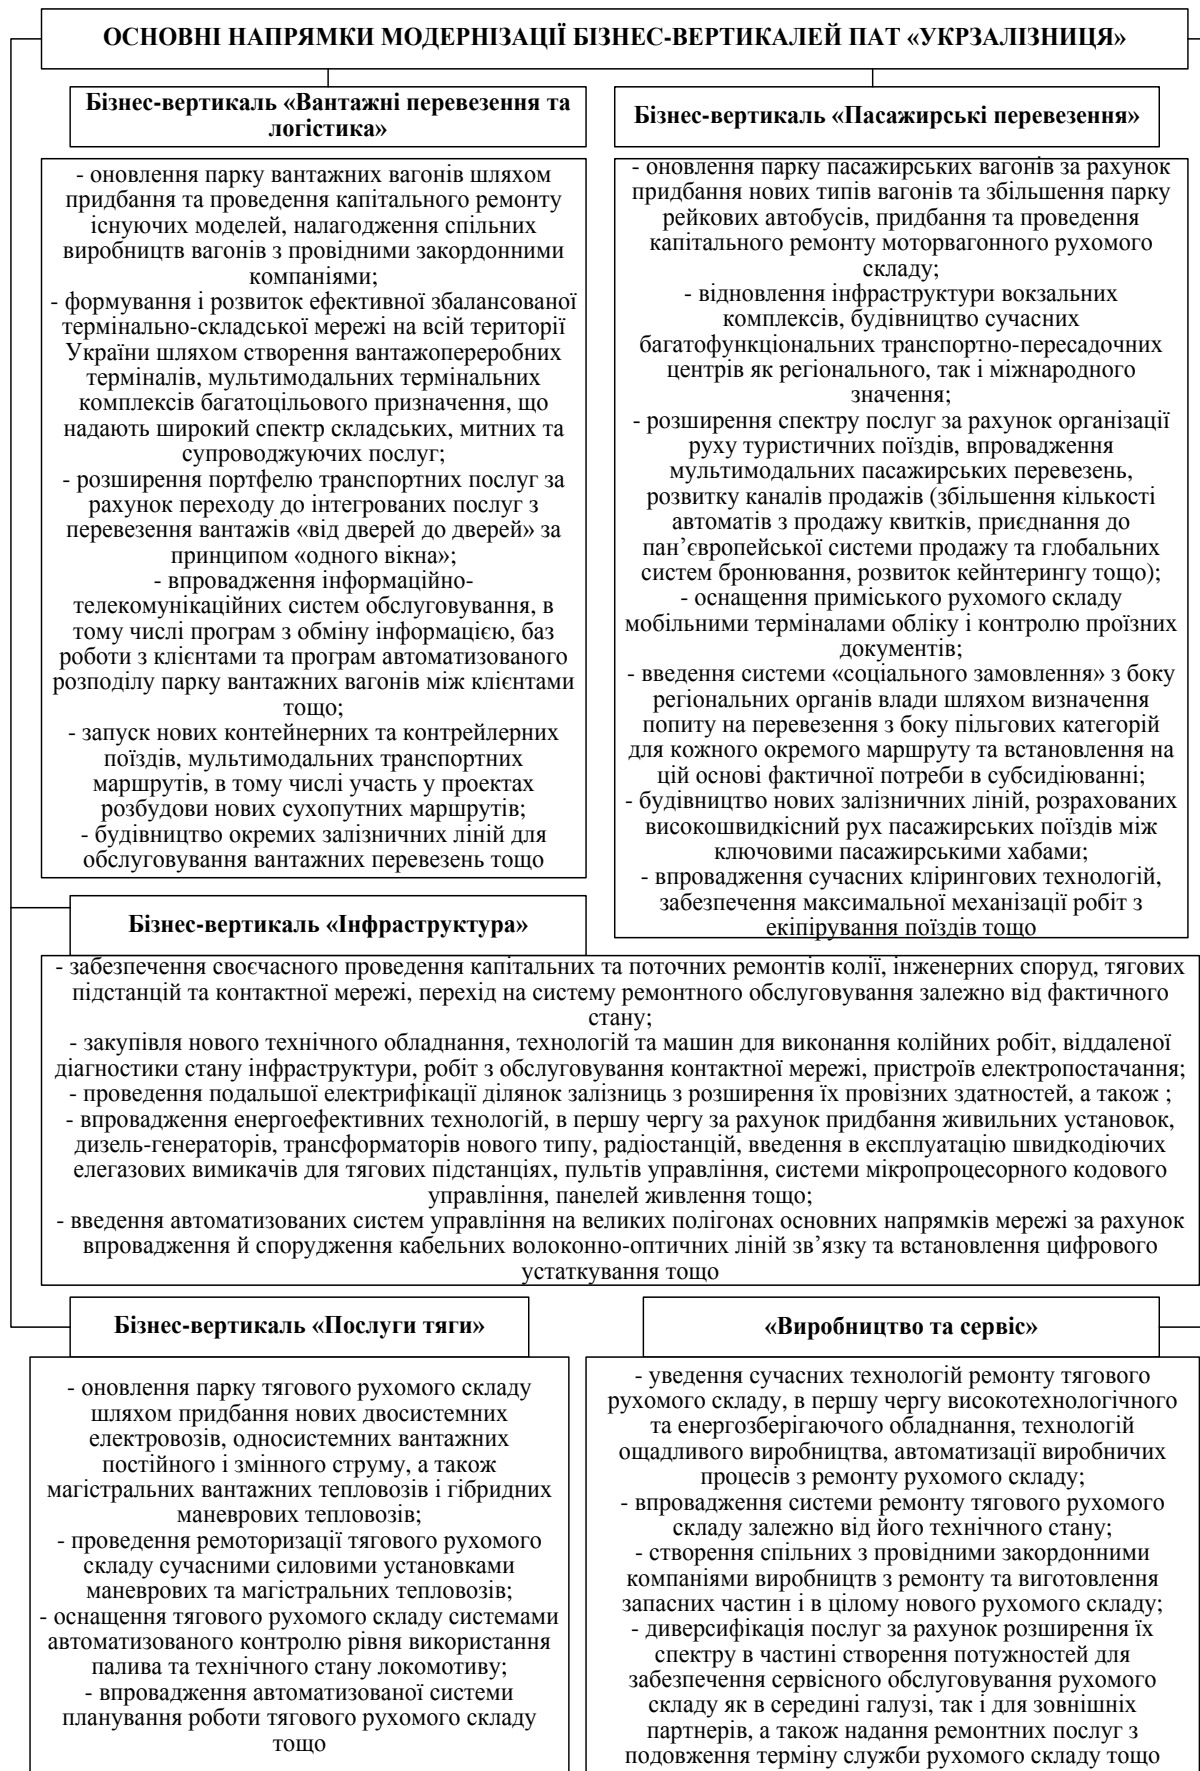 ОСНОВНІ НАПРЯМКИ МОДЕРНІЗАЦІЇ БІЗНЕС-ВЕРТИКАЛЕЙ ПАТ «УКРЗАЛІЗНИЦЯ»
Бізнес-вертикаль «Вантажні перевезення та
логістика»
- оновлення парку вантажних вагонів шляхом
придбання та проведення капітального ремонту
існуючих моделей, налагодження спільних
виробництв вагонів з провідними закордонними
компаніями;
- формування і розвиток ефективної збалансованої
термінально-складської мережі на всій території
України шляхом створення вантажопереробних
терміналів, мультимодальних термінальних
комплексів багатоцільового призначення, що
надають широкий спектр складських, митних та
супроводжуючих послуг;
- розширення портфелю транспортних послуг за
рахунок переходу до інтегрованих послуг з
перевезення вантажів «від дверей до дверей» за
принципом «одного вікна»;
- впровадження інформаційно-
телекомунікаційних систем обслуговування, в
тому числі програм з обміну інформацією, баз
роботи з клієнтами та програм автоматизованого
розподілу парку вантажних вагонів між клієнтами
тощо;
- запуск нових контейнерних та контрейлерних
поїздів, мультимодальних транспортних
маршрутів, в тому числі участь у проектах
розбудови нових сухопутних маршрутів;
- будівництво окремих залізничних ліній для
обслуговування вантажних перевезень тощо
Бізнес-вертикаль «Пасажирські перевезення»
- оновлення парку пасажирських вагонів за рахунок
придбання нових типів вагонів та збільшення парку
рейкових автобусів, придбання та проведення
капітального ремонту моторвагонного рухомого
складу;
- відновлення інфраструктури вокзальних
комплексів, будівництво сучасних
багатофункціональних транспортно-пересадочних
центрів як регіонального, так і міжнародного
значення;
- розширення спектру послуг за рахунок організації
руху туристичних поїздів, впровадження
мультимодальних пасажирських перевезень,
розвитку каналів продажів (збільшення кількості
автоматів з продажу квитків, приєднання до
пан’європейської системи продажу та глобальних
систем бронювання, розвиток кейнтерингу тощо);
- оснащення приміського рухомого складу
мобільними терміналами обліку і контролю проїзних
документів;
- введення системи «соціального замовлення» з боку
регіональних органів влади шляхом визначення
попиту на перевезення з боку пільгових категорій
для кожного окремого маршруту та встановлення на
цій основі фактичної потреби в субсидіюванні;
- будівництво нових залізничних ліній, розрахованих
високошвидкісний рух пасажирських поїздів між
ключовими пасажирськими хабами;
- впровадження сучасних клірингових технологій,
забезпечення максимальної механізації робіт з
екіпірування поїздів тощо
Бізнес-вертикаль «Інфраструктура»
- забезпечення своєчасного проведення капітальних та поточних ремонтів колії, інженерних споруд, тягових
підстанцій та контактної мережі, перехід на систему ремонтного обслуговування залежно від фактичного
стану;
- закупівля нового технічного обладнання, технологій та машин для виконання колійних робіт, віддаленої
діагностики стану інфраструктури, робіт з обслуговування контактної мережі, пристроїв електропостачання;
- проведення подальшої електрифікації ділянок залізниць з розширення їх провізних здатностей, а також ;
- впровадження енергоефективних технологій, в першу чергу за рахунок придбання живильних установок,
дизель-генераторів, трансформаторів нового типу, радіостанцій, введення в експлуатацію швидкодіючих
елегазових вимикачів для тягових підстанціях, пультів управління, системи мікропроцесорного кодового
управління, панелей живлення тощо;
- введення автоматизованих систем управління на великих полігонах основних напрямків мережі за рахунок
впровадження й спорудження кабельних волоконно-оптичних ліній зв’язку та встановлення цифрового
устаткування тощо
Бізнес-вертикаль «Послуги тяги»
- оновлення парку тягового рухомого складу
шляхом придбання нових двосистемних
електровозів, односистемних вантажних
постійного і змінного струму, а також
магістральних вантажних тепловозів і гібридних
маневрових тепловозів;
- проведення ремоторизації тягового рухомого
складу сучасними силовими установками
маневрових та магістральних тепловозів;
- оснащення тягового рухомого складу системами
автоматизованого контролю рівня використання
палива та технічного стану локомотиву;
- впровадження автоматизованої системи
планування роботи тягового рухомого складу
тощо
«Виробництво та сервіс»
- уведення сучасних технологій ремонту тягового
рухомого складу, в першу чергу високотехнологічного
та енергозберігаючого обладнання, технологій
ощадливого виробництва, автоматизації виробничих
процесів з ремонту рухомого складу;
- впровадження системи ремонту тягового рухомого
складу залежно від його технічного стану;
- створення спільних з провідними закордонними
компаніями виробництв з ремонту та виготовлення
запасних частин і в цілому нового рухомого складу;
- диверсифікація послуг за рахунок розширення їх
спектру в частині створення потужностей для
забезпечення сервісного обслуговування рухомого
складу як в середині галузі, так і для зовнішніх
партнерів, а також надання ремонтних послуг з
подовження терміну служби рухомого складу тощо